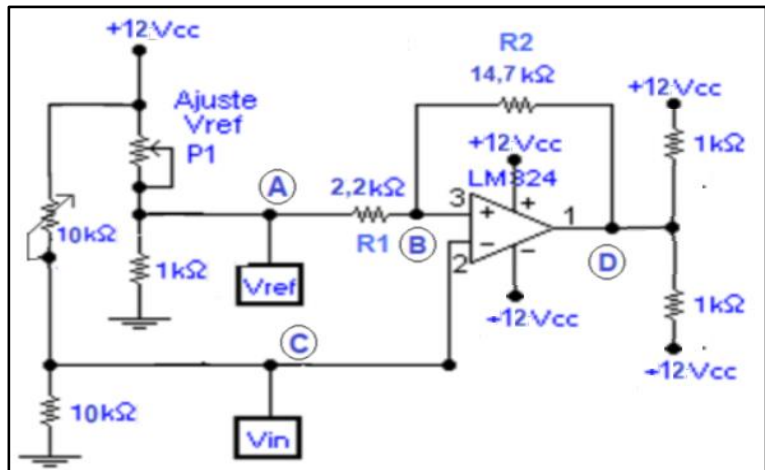 +12Vcc
Ajuste
Vref
P1
10kΩ
1kΩ
A
Vref
2,2kΩ
R1
B
R2
14,7 kΩ
+12Vcc
LM324
3
+
+
-
2
-
1
-12Vcc
D
+12Vcc
1kΩ
1kΩ
-12Vcc
C
10kΩ
Vin